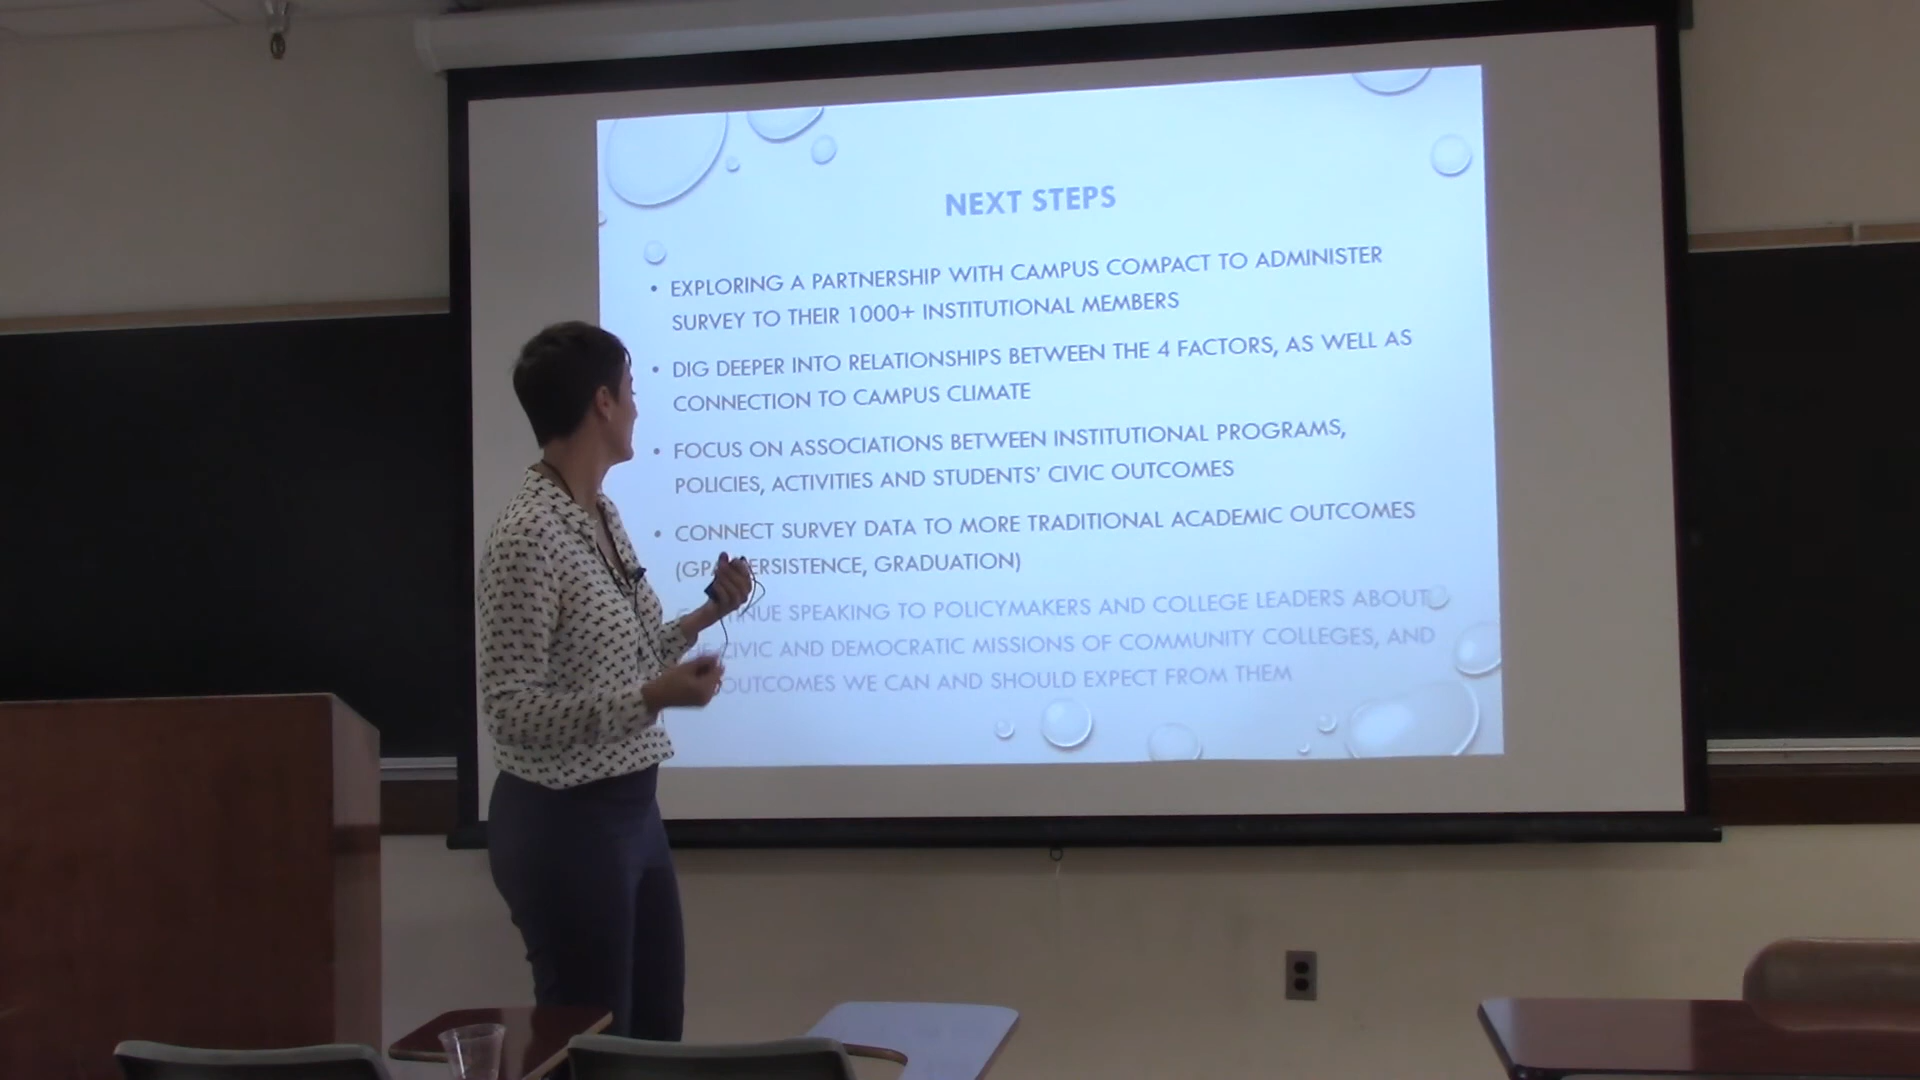 NEXT STEPS
• EXPLORING A PARTNERSHIP WITH CAMPUS COMPACT TO ADMINISTER
SURVEY TO THEIR 1000+ INSTITUTIONAL MEMBERS
• DIG DEEPER INTO RELATIONSHIPS BETWEEN THE 4 FACTORS, AS WELL AS
CONNECTION TO CAMPUS CLIMATE
• FOCUS ON ASSOCIATIONS BETWEEN INSTITUTIONAL PROGRAMS,
POLICIES, ACTIVITIES AND STUDENTS' CIVIC OUTCOMES
• CONNECT SURVEY DATA TO MORE TRADITIONAL ACADEMIC OUTCOMES
(GPA ERSISTENCE, GRADUATION)
SPEAKING TO POLICYMAKERS AND COLLEGE LEADERS ABOUT
CIVIC AND DEMOCRATIC MISSIONS OF COMMUNITY COLLEGES, AND
OUTCOMES WE CAN AND SHOULD EXPECT FROM THEM